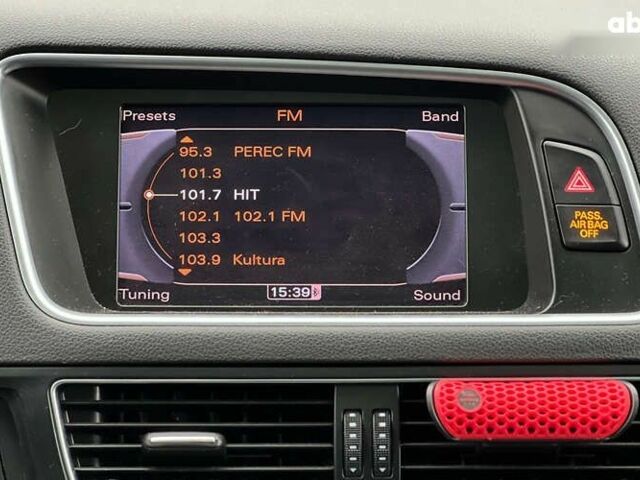 ab
Presets FM Band
95.3 PEREC FM
101.3
101.7 HIT
102.1 102.1 FM
103.3
103.9 Kultura
Tuning 15:39 Sound
PASS.
AIR BAG
OFF